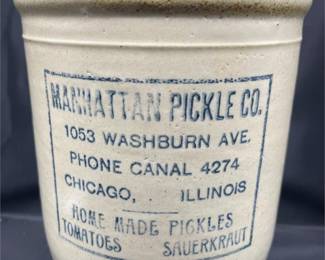 MANHATTAN PICKLE CO.
1053 WASHBURN AVE.
PHONE CANAL 4274
CHICAGO, ILLINOIS
HOME MADE PICKLES
TOMATOES SAUERKRAUT